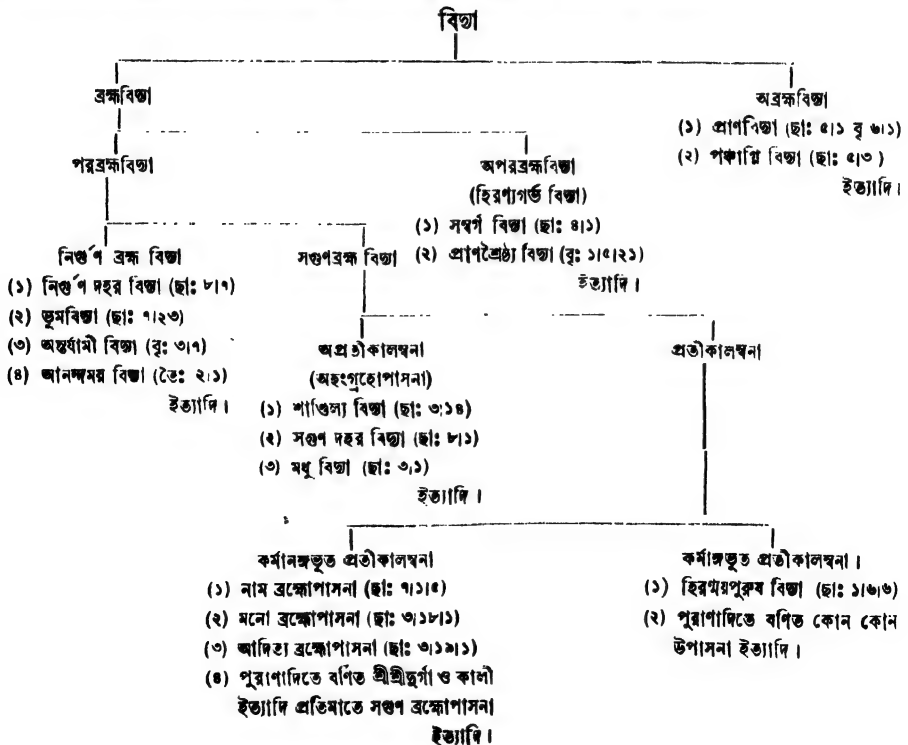 বিদ্যা
ব্রহ্মবিদ্যা
অব্রহ্মবিদ্যা
(১) প্রাণবিদ্যা (ছা: ৫।১ বৃ ৬।১)
(২) পঞ্চাগ্নি বিদ্যা (ছা: ৫।৩)
ইত্যাদি।
পরব্রহ্মবিদ্যা
অপরব্রহ্মবিদ্যা
(হিরণ্যগর্ভ বিদ্যা)
(১) সম্বর্গ বিদ্যা (ছা: ৪।১)
(২) প্রাণশ্রৈষ্ঠ্য বিদ্যা (বৃ: ১।৫।২১)
ইত্যাদি।
নির্গুণ ব্রহ্ম বিদ্যা
(১) নির্গুণ দহর বিদ্যা (ছা: ৮।৭)
(২) ভূমবিদ্যা (ছা: ৭।২৩)
(৩) অন্তর্যামী বিদ্যা (বৃ: ৩।৭)
(৪) আনন্দময় বিদ্যা (তৈ: ২।১)
ইত্যাদি।
সগুণব্রহ্ম বিদ্যা
অপ্রতীকালম্বনা
(অহংগ্রহোপাসনা)
(১) শাণ্ডিল্য বিদ্যা (ছা: ৩।১৪)
(২) সগুণ দহর বিদ্যা (ছা: ৮।১)
(৩) মধু বিদ্যা (ছা: ৩।১)
ইত্যাদি।
প্রতীকালম্বনা
কর্মানঙ্গভূত প্রতীকালম্বনা
(১) নাম ব্রহ্মোপাসনা (ছা: ৭।১।৫)
(২) মনো ব্রহ্মোপাসনা (ছা: ৩।১৮।১)
(৩) আদিত্য ব্রহ্মোপাসনা (ছা: ৩।১৯।১)
(৪) পুরাণাদিতে বর্ণিত শ্রীশ্রীদুর্গা ও কালী
ইত্যাদি প্রতিমাতে সগুণ ব্রহ্মোপাসনা
ইত্যাদি।
কর্মাঙ্গভূত প্রতীকালম্বনা।
(১) হিরণ্ময়পুরুষ বিদ্যা (ছা: ১।৬।৬)
(২) পুরাণাদিতে বর্ণিত কোন কোন
উপাসনা ইত্যাদি।